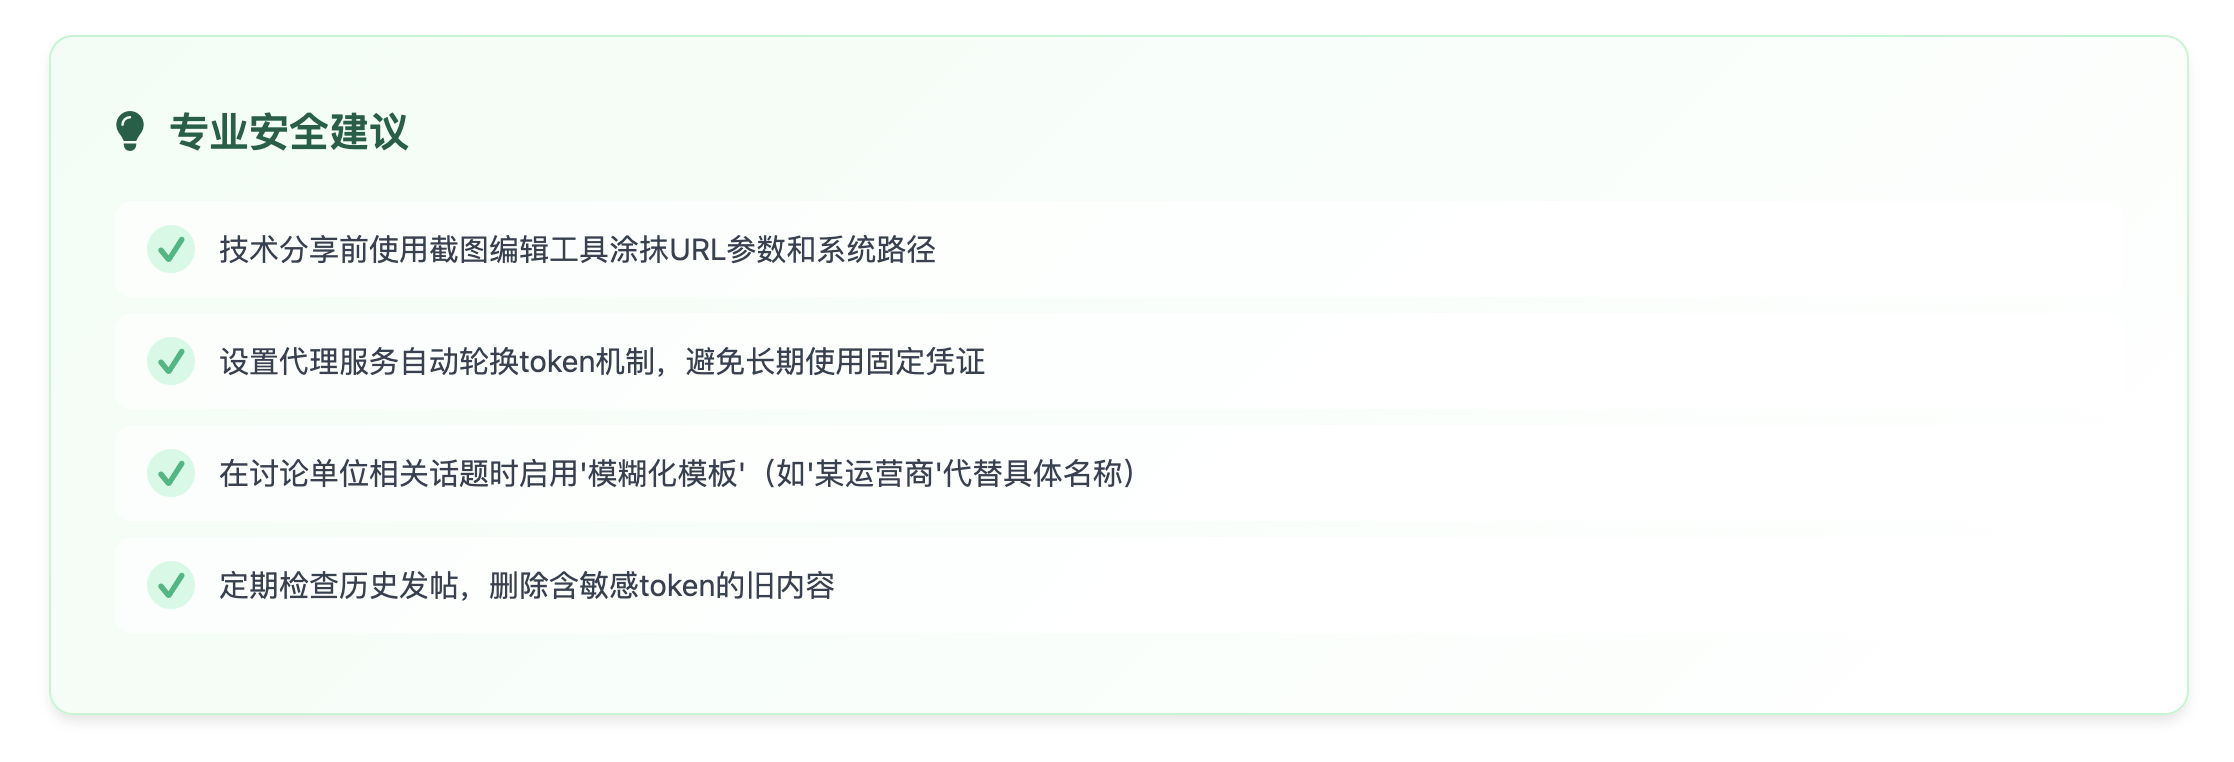 专业安全建议
技术分享前使用截图编辑工具涂抹URL参数和系统路径
设置代理服务自动轮换token机制，避免长期使用固定凭证
在讨论单位相关话题时启用'模糊化模板'（如'某运营商'代替具体名称）
定期检查历史发帖，删除含敏感token的旧内容